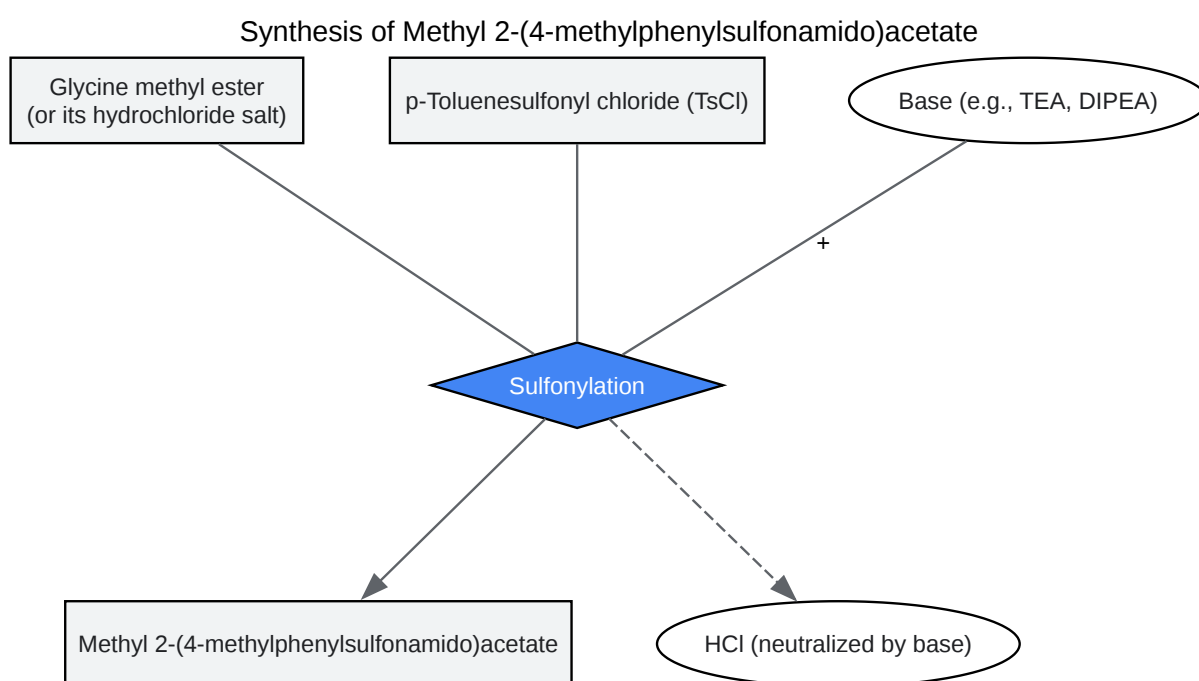 Synthesis of Methyl 2-(4-methylphenylsulfonamido)acetate
Glycine methyl ester
(or its hydrochloride salt)
p-Toluenesulfonyl chloride (TsCl)
Base (e.g., TEA, DIPEA)
+
Sulfonylation
Methyl 2-(4-methylphenylsulfonamido)acetate
HCl (neutralized by base)